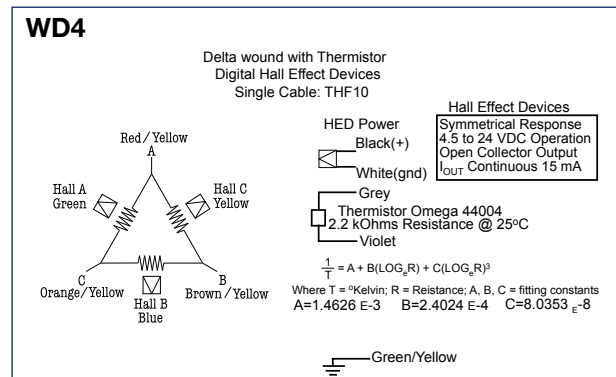 WD4
Delta wound with Thermistor
Digital Hall Effect Devices
Single Cable: THF10
Red/Yellow
A
Hall A
Green
Hall C
Yellow
C
Orange/Yellow
Hall B
Blue
B
Brown/Yellow
HED Power
Black(+)
White(gnd)
Hall Effect Devices
Symmetrical Response
4.5 to 24 VDC Operation
Open Collector Output
IOUT Continuous 15 mA
Grey
Thermistor Omega 44004
2.2 kOhms Resistance @ 25ºC
Violet
1/T = A + B(LOGeR) + C(LOGeR)³
Where T = ºKelvin; R = Reistance; A, B, C = fitting constants
A=1.4626 E-3 B=2.4024 E-4 C=8.0353 E-8
Green/Yellow